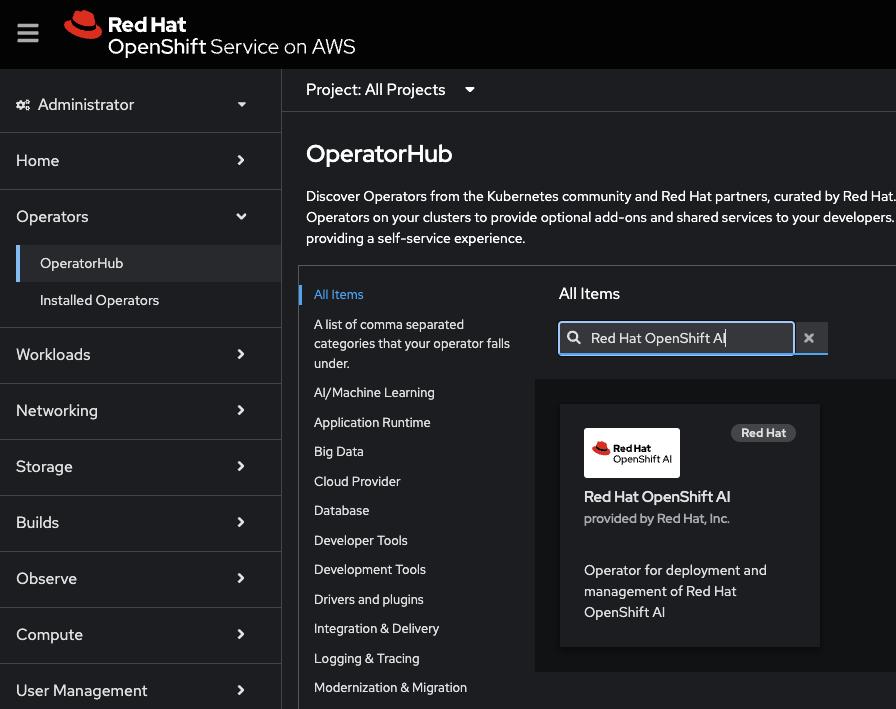 Red Hat
OpenShift Service on AWS
Administrator
Home
Operators
OperatorHub
Installed Operators
Workloads
Networking
Storage
Builds
Observe
Compute
User Management
Project: All Projects
OperatorHub
Discover Operators from the Kubernetes community and Red Hat partners, curated by Red Hat.
Operators on your clusters to provide optional add-ons and shared services to your developers.
providing a self-service experience.
All Items
A list of comma separated
categories that your operator falls
under.
AI/Machine Learning
Application Runtime
Big Data
Cloud Provider
Database
Developer Tools
Development Tools
Drivers and plugins
Integration & Delivery
Logging & Tracing
Modernization & Migration
All Items
Red Hat OpenShift AI
Red Hat
OpenShift AI
Red Hat
Red Hat OpenShift AI
provided by Red Hat, Inc.
Operator for deployment and
management of Red Hat
OpenShift AI